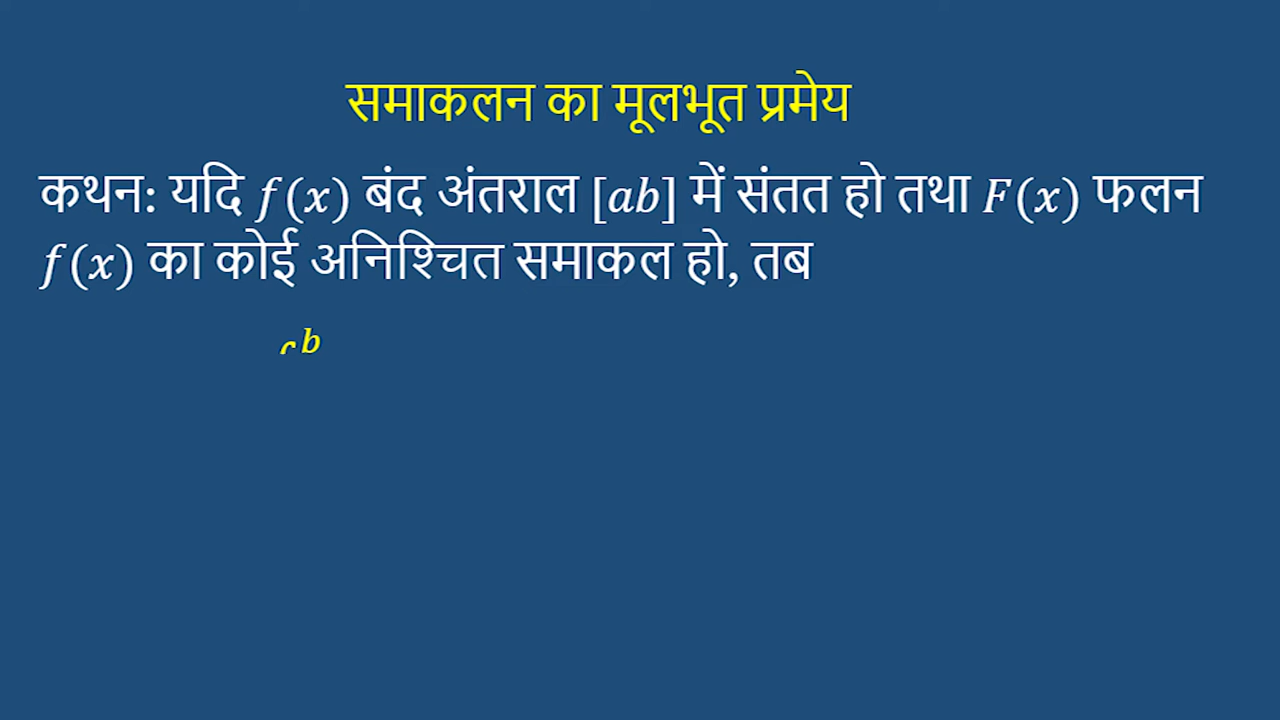 समाकलन का मूलभूत प्रमेय
कथन: यदि f(x) बंद अंतराल [ab] में संतत हो तथा F(x) फलन
f(x) का कोई अनिश्चित समाकल हो, तब
b